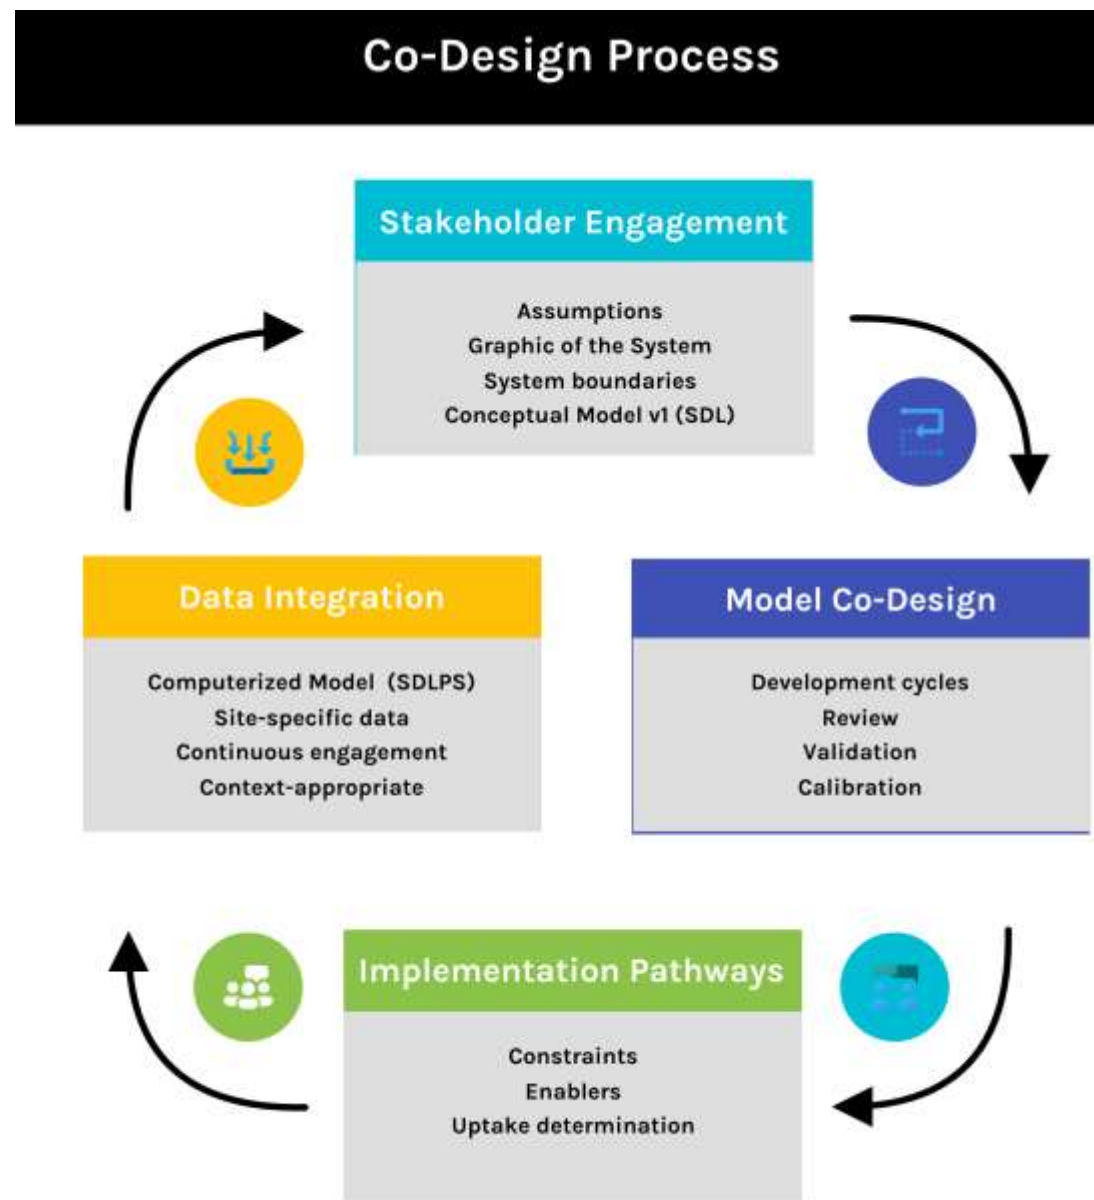 Co-Design Process
Stakeholder Engagement
Assumptions
Graphic of the System
System boundaries
Conceptual Model v1 (SDL)
Data Integration
Computerized Model (SDLPS)
Site-specific data
Continuous engagement
Context-appropriate
Model Co-Design
Development cycles
Review
Validation
Calibration
Implementation Pathways
Constraints
Enablers
Uptake determination